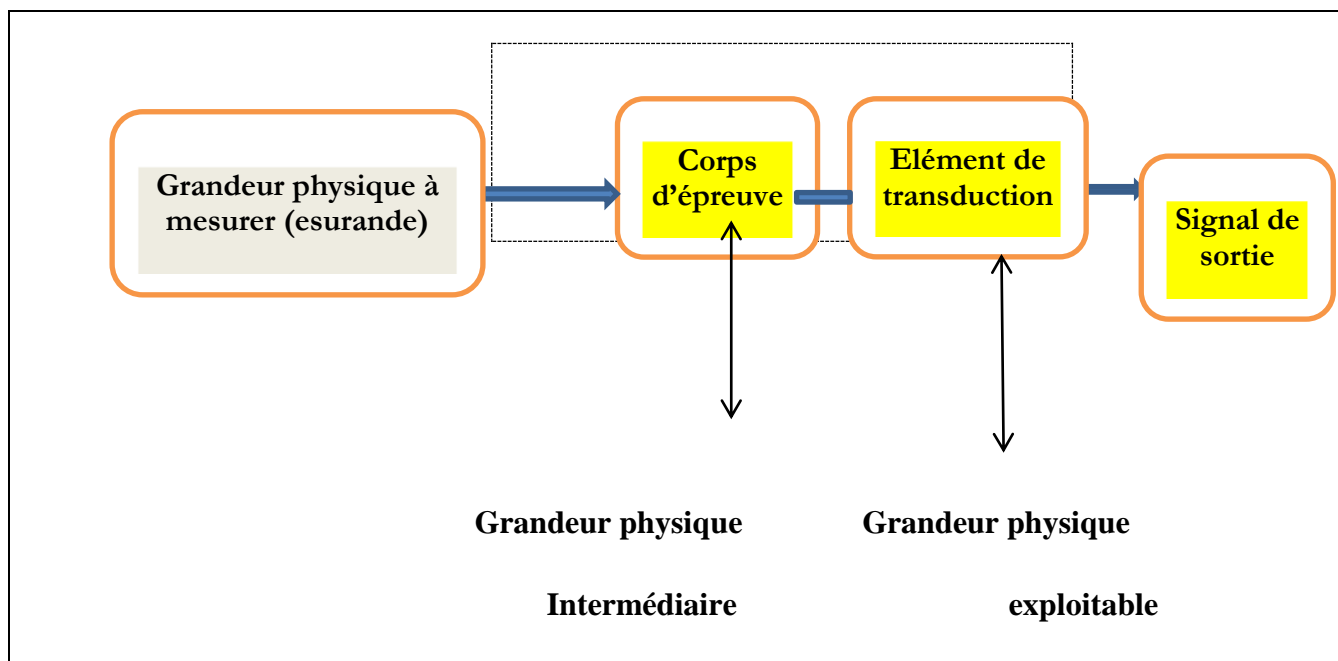 Grandeur physique à
mesurer (esurande)
Corps
d'épreuve
Elément de
transduction
Signal de
sortie
Grandeur physique
Intermédiaire
Grandeur physique
exploitable